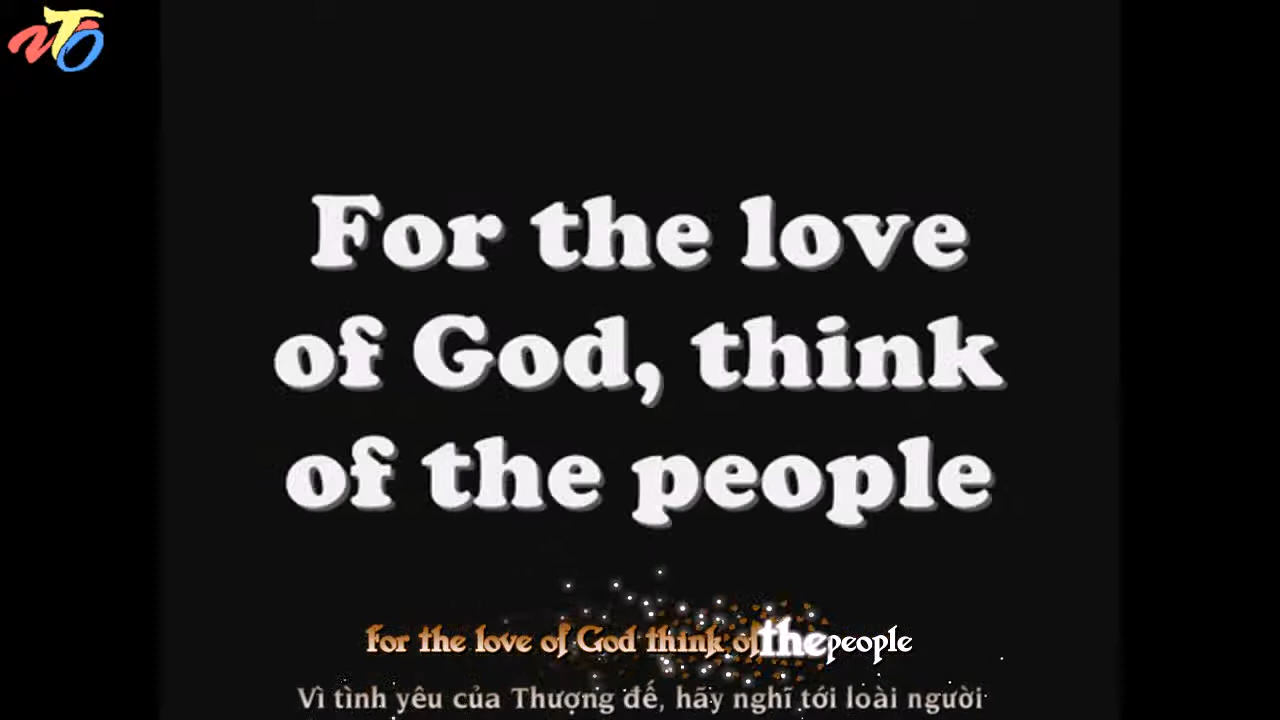 VTO
For the love
of God, think
of the people
For the love of God think of the people
Vì tình yêu của Thượng đế, hãy nghĩ tới loài người